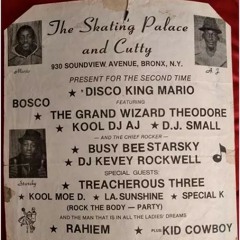 The Skating Palace
and Cutty
930 SOUNDVIEW AVENUE, BRONX, N.Y.
Mario
A.J.
PRESENT FOR THE SECOND TIME
★ 'DISCO KING MARIO
BOSCO
FEATURING
★ THE GRAND WIZARD THEODORE
★ KOOL DJ AJ ★ D.J. SMALL
— AND THE CHIEF ROCKER —
★ BUSY BEE STARSKY
★ DJ KEVEY ROCKWELL
SPECIAL GUESTS:
★ TREACHEROUS THREE
★ KOOL MOE D. ★ LA.SUNSHINE ★ SPECIAL K
(ROCK THE BODY — PARTY)
AND THE MAN THAT IS IN ALL THE LADIES' DREAMS
★ RAHIEM ★ PLUS KID COWBOY